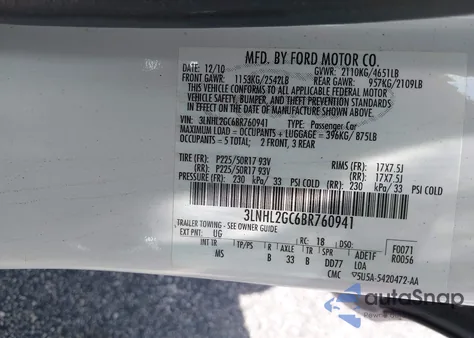 MFD. BY FORD MOTOR CO.
12/10 GVWR: 2110KG/4651LB
FRONT GAWR: 1153KG/2542LB REAR GAWR: 957KG/2109LB
THIS VEHICLE CONFORMS TO ALL APPLICABLE FEDERAL MOTOR
VEHICLE SAFETY, BUMPER, AND THEFT PREVENTION STANDARDS
IN EFFECT ON THE DATE OF MANUFACTURE SHOWN ABOVE.
VIN: 3LNHL2GC6BR760941 TYPE: Passenger Car
MAXIMUM LOAD = OCCUPANTS + LUGGAGE = 396KG/ 875LB
OCCUPANTS = 5 TOTAL: 2 FRONT, 3 REAR
TIRE (FR): P225/50R17 93V RIMS (FR): 17X7.5J
(RR): P225/50R17 93V (RR): 17X7.5J
PRESSURE (FR): 230 kPa/ 33 PSI COLD (RR): 230 kPa/ 33 PSI COLD
3LNHL2GC6BR760941
TRAILER TOWING - SEE OWNER GUIDE
EXT PNT: UG RC: 18 DSO: F0071
INT TR TP/PS R AXLE TR SPR ADE1F R0056
MS B 33 B DD77 LOA
CMC 5U5A-5420472-AA
autoSnap